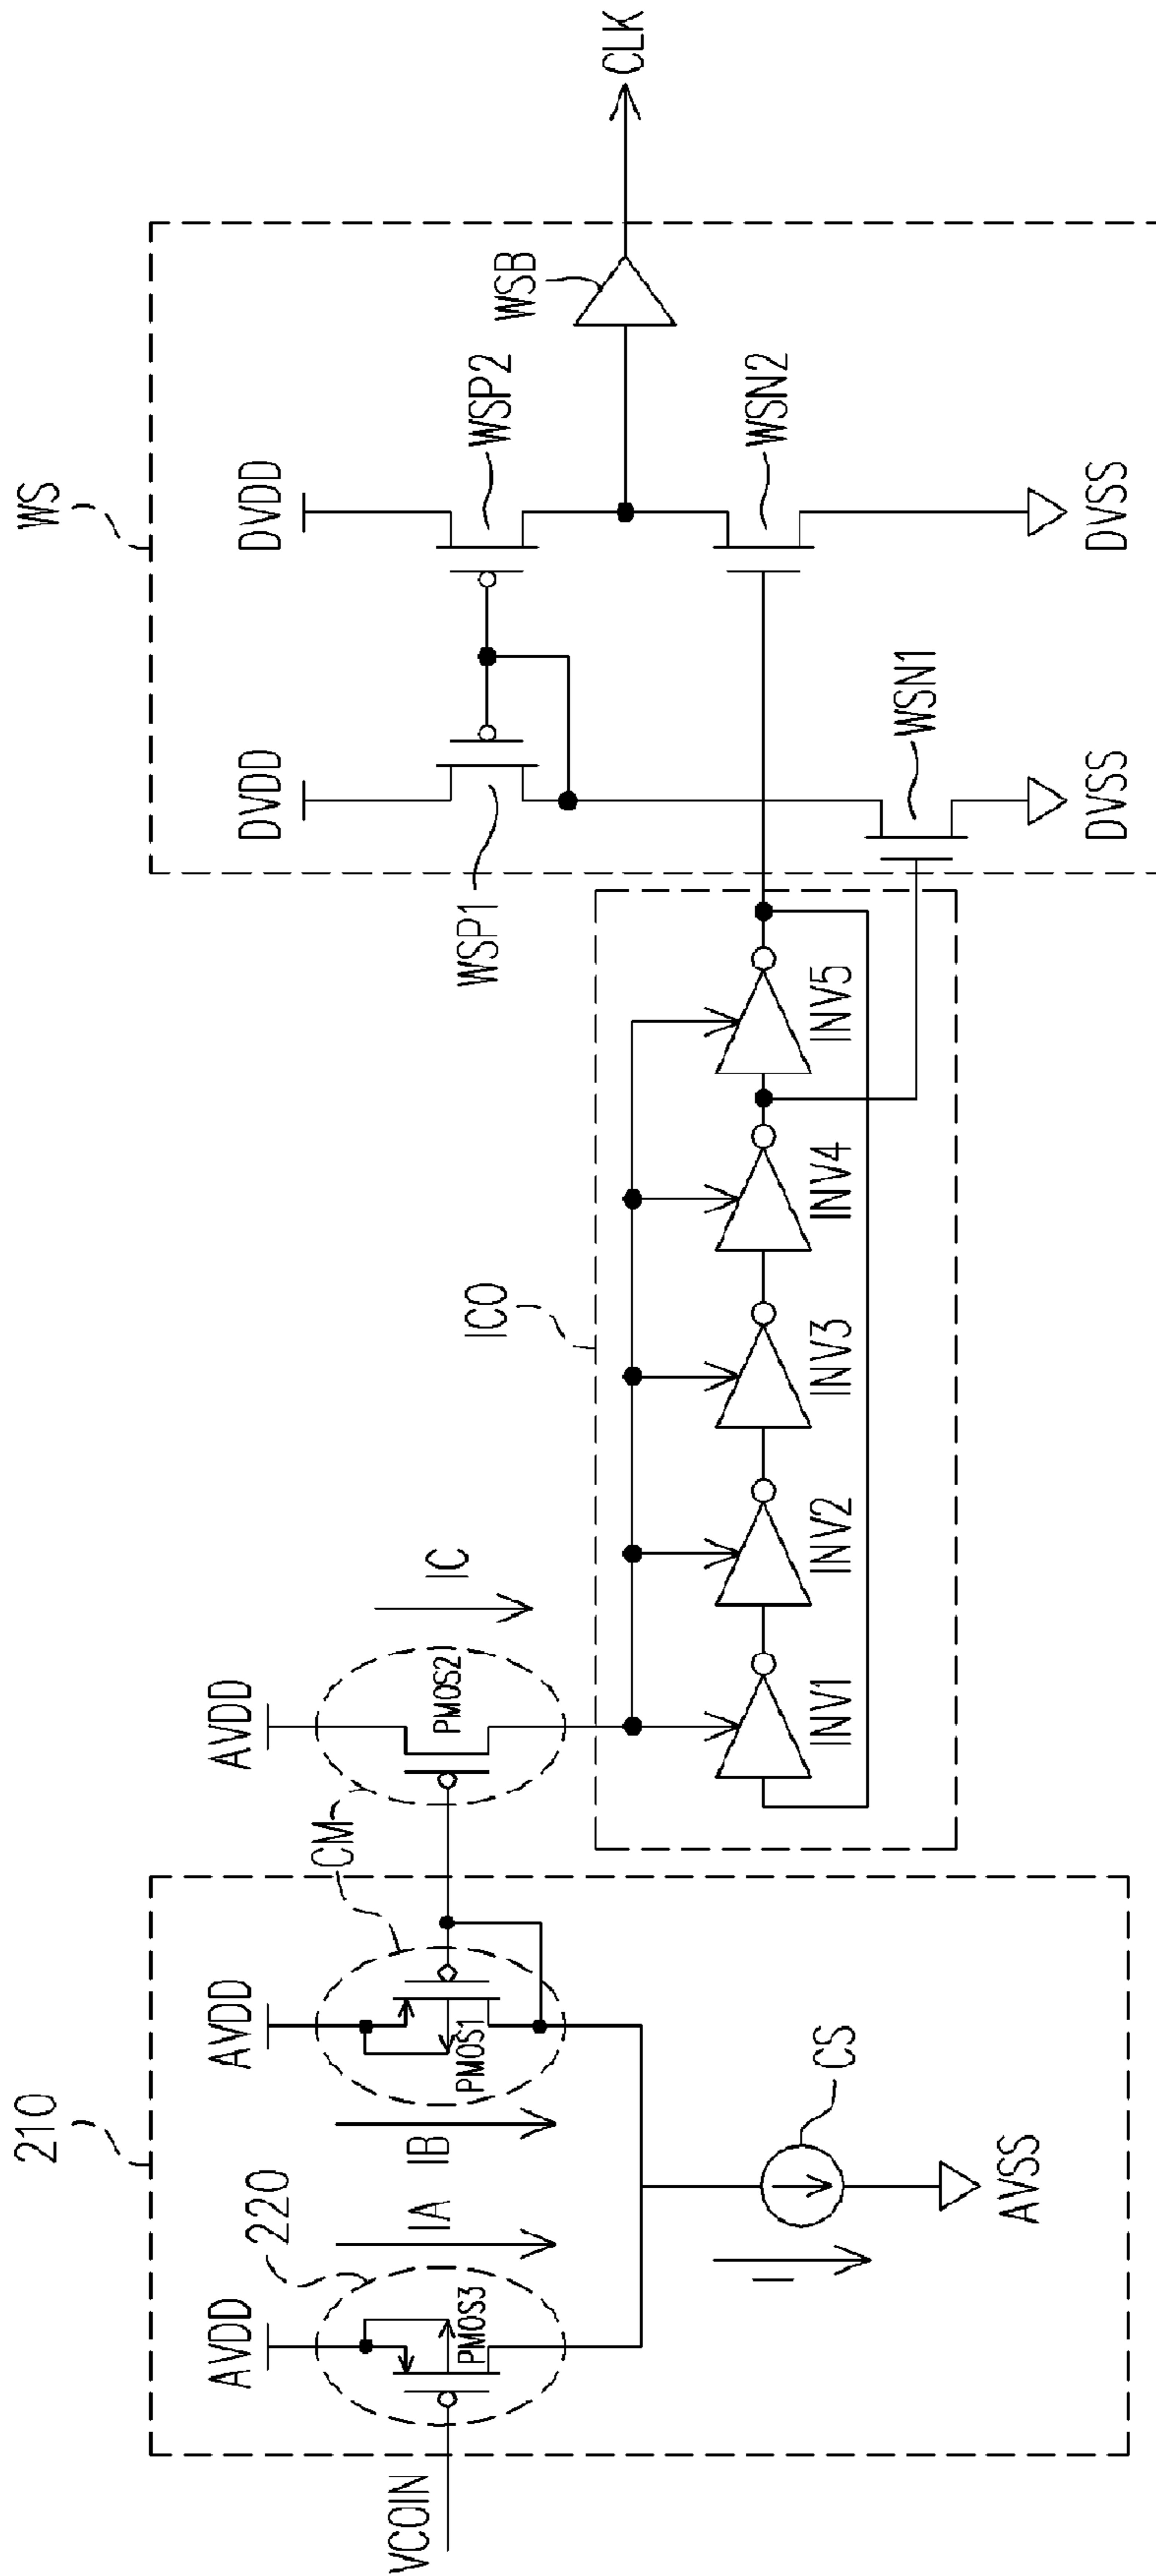 210
WS
AVDD
AVDD
AVDD
DVDD
DVDD
220
CM
PMOS3
PMOS1
PMOS2
IA
IB
IC
VCOIN
WSP1
WSP2
WSB
CLK
ICO
I
CS
AVSS
INV1
INV2
INV3
INV4
INV5
WSN1
WSN2
DVSS
DVSS